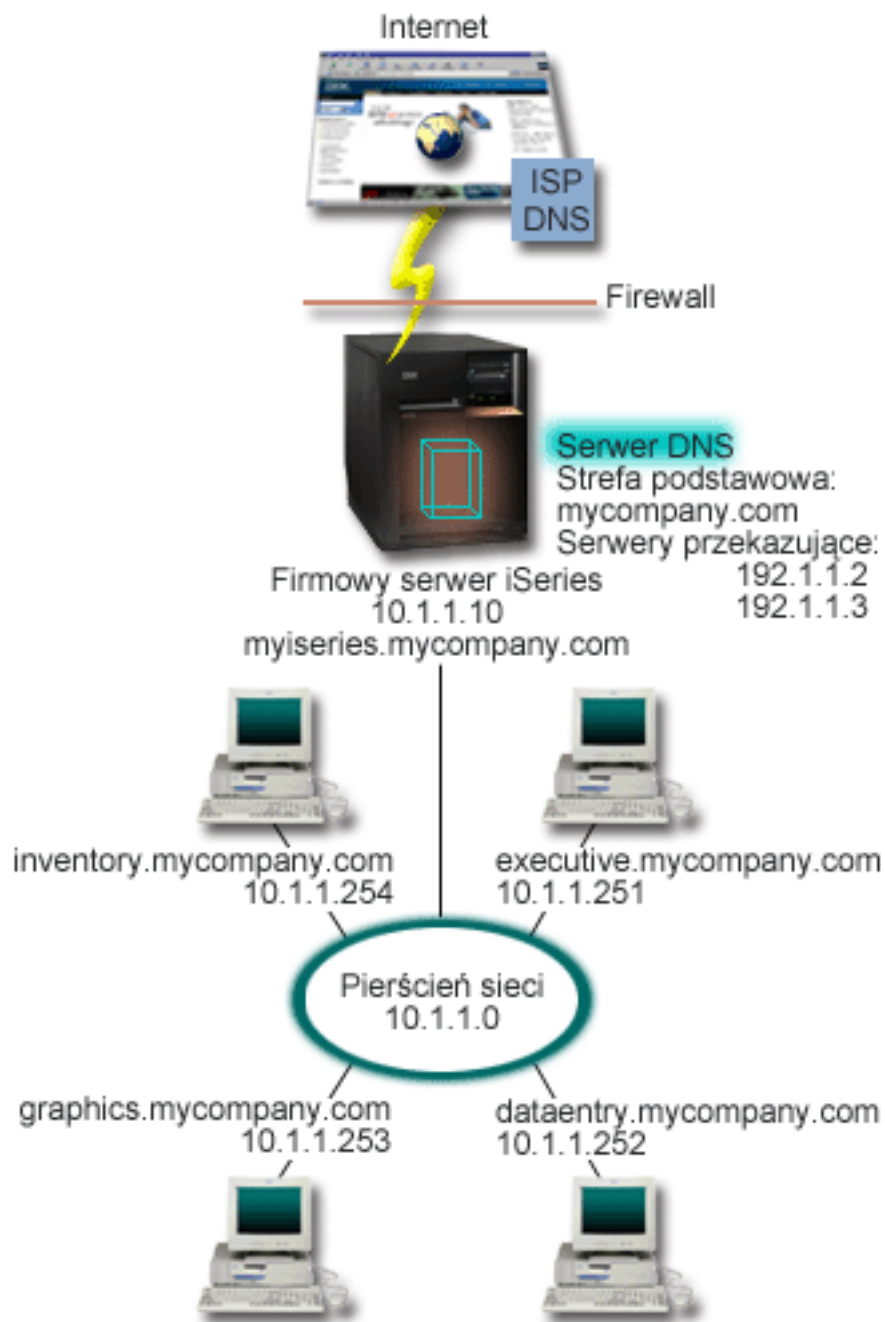 Internet
ISP
DNS
Firewall
Serwer DNS
Strefa podstawowa:
mycompany.com
Serwery przekazujące:
192.1.1.2
192.1.1.3
Firmowy serwer iSeries
10.1.1.10
myiseries.mycompany.com
inventory.mycompany.com
10.1.1.254
executive.mycompany.com
10.1.1.251
Pierścień sieci
10.1.1.0
graphics.mycompany.com
10.1.1.253
dataentry.mycompany.com
10.1.1.252